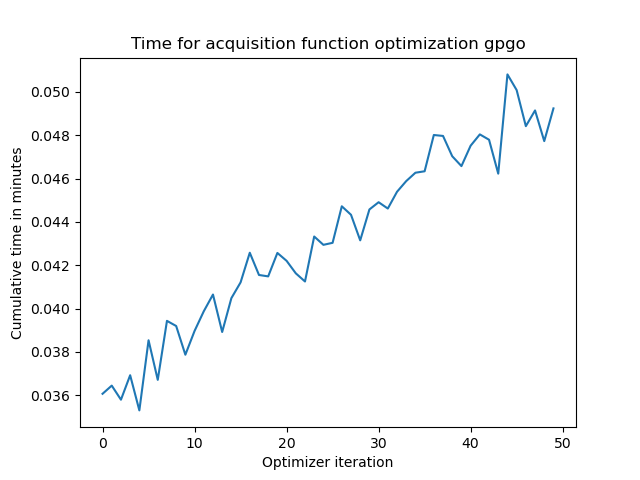 Time for acquisition function optimization gpgo
0.050
0.048
0.046
0.044
0.042
0.040
0.038
0.036
Cumulative time in minutes
0 10 20 30 40 50
Optimizer iteration